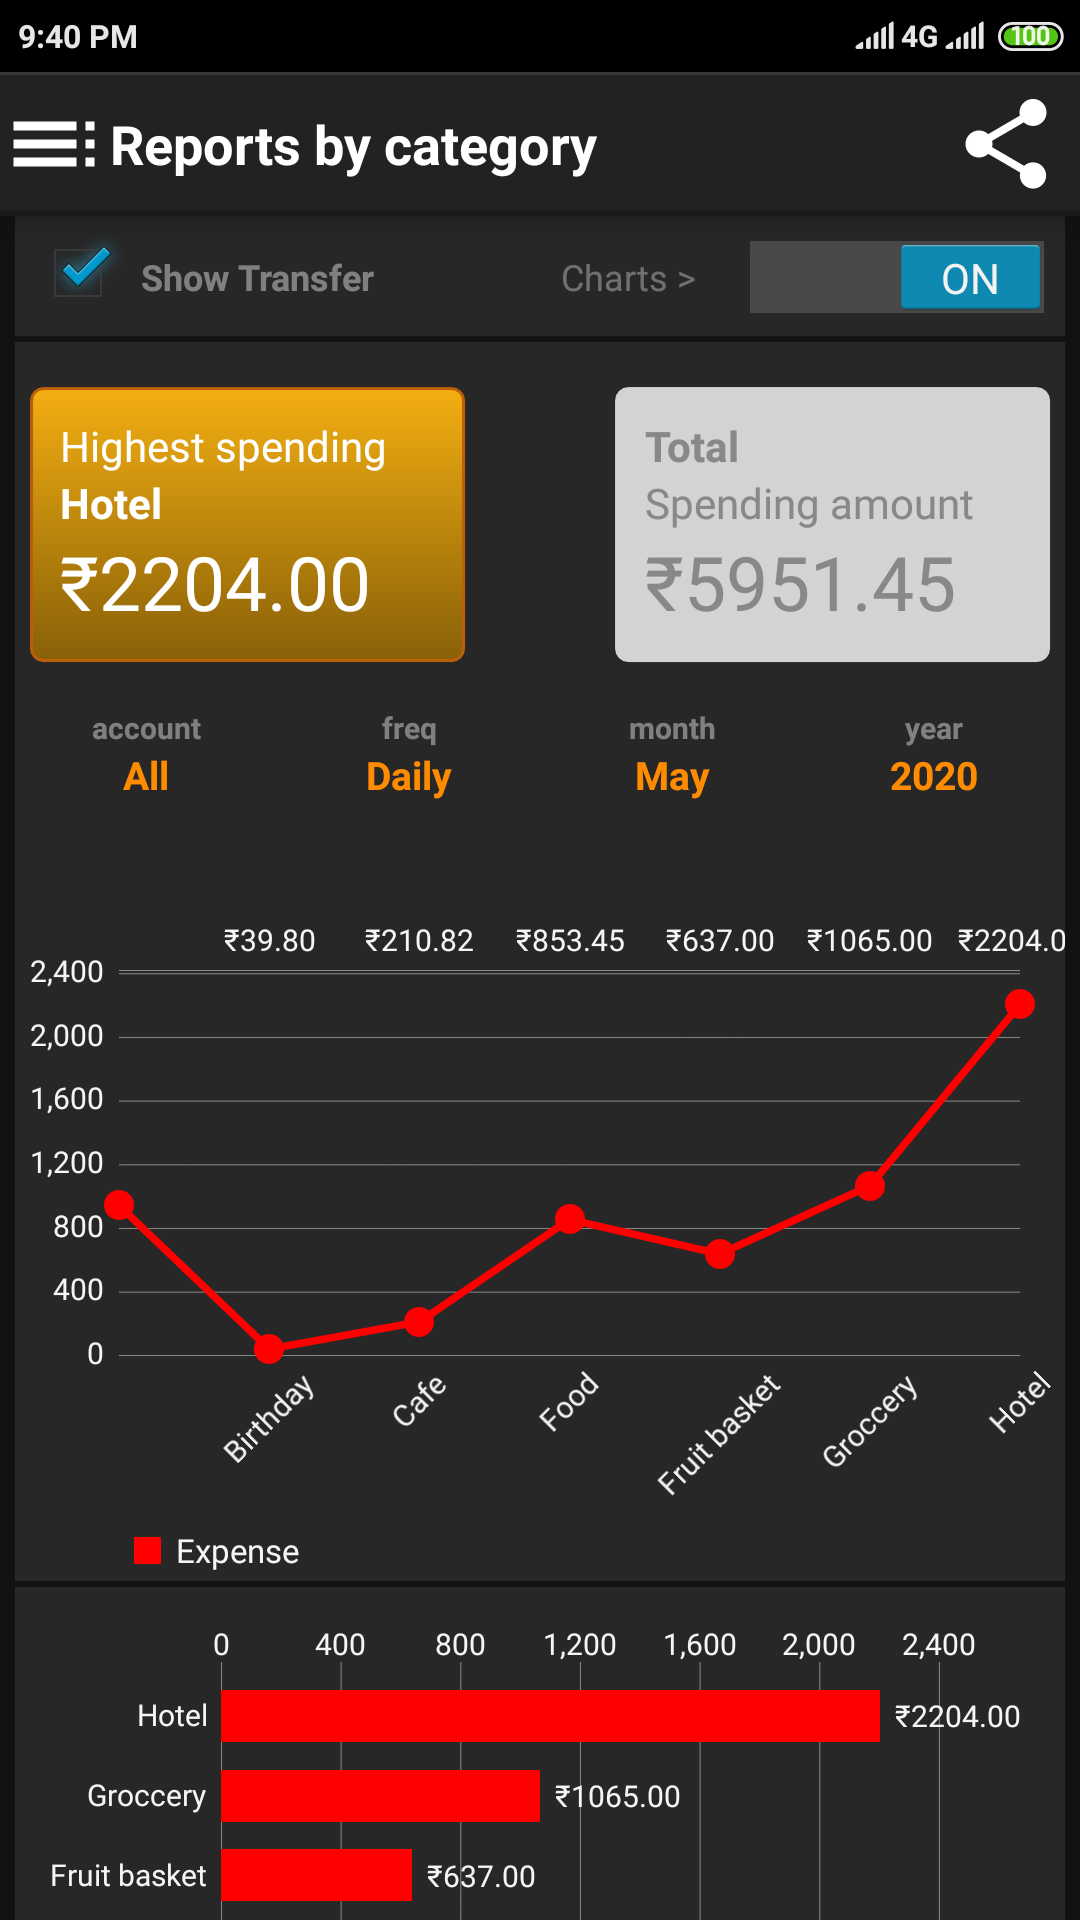 9:40 PM 4G 100
Reports by category
Show Transfer Charts > ON
Highest spending
Hotel
₹2204.00
Total
Spending amount
₹5951.45
account freq month year
All Daily May 2020
₹39.80 ₹210.82 ₹853.45 ₹637.00 ₹1065.00 ₹2204.0
2,400
2,000
1,600
1,200
800
400
0
Birthday Cafe Food Fruit basket Groccery Hotel
Expense
0 400 800 1,200 1,600 2,000 2,400
Hotel ₹2204.00
Groccery ₹1065.00
Fruit basket ₹637.00